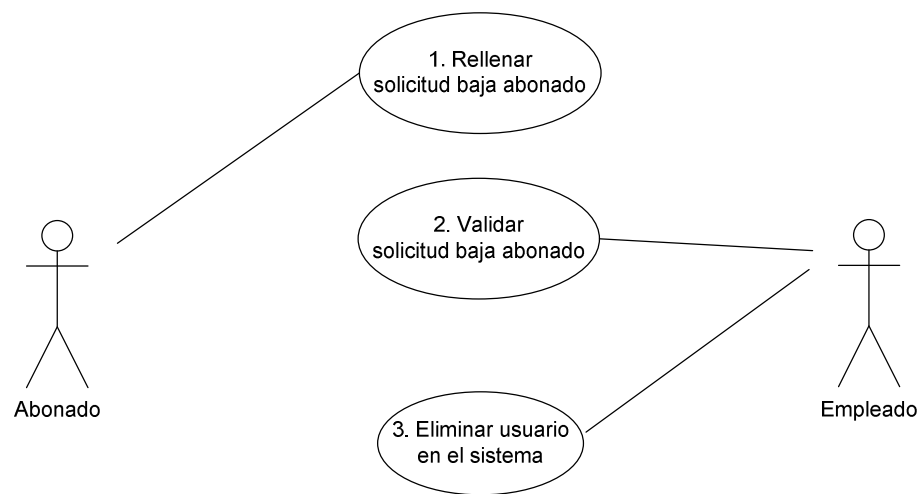 1. Rellenar
solicitud baja abonado
2. Validar
solicitud baja abonado
Abonado
Empleado
3. Eliminar usuario
en el sistema